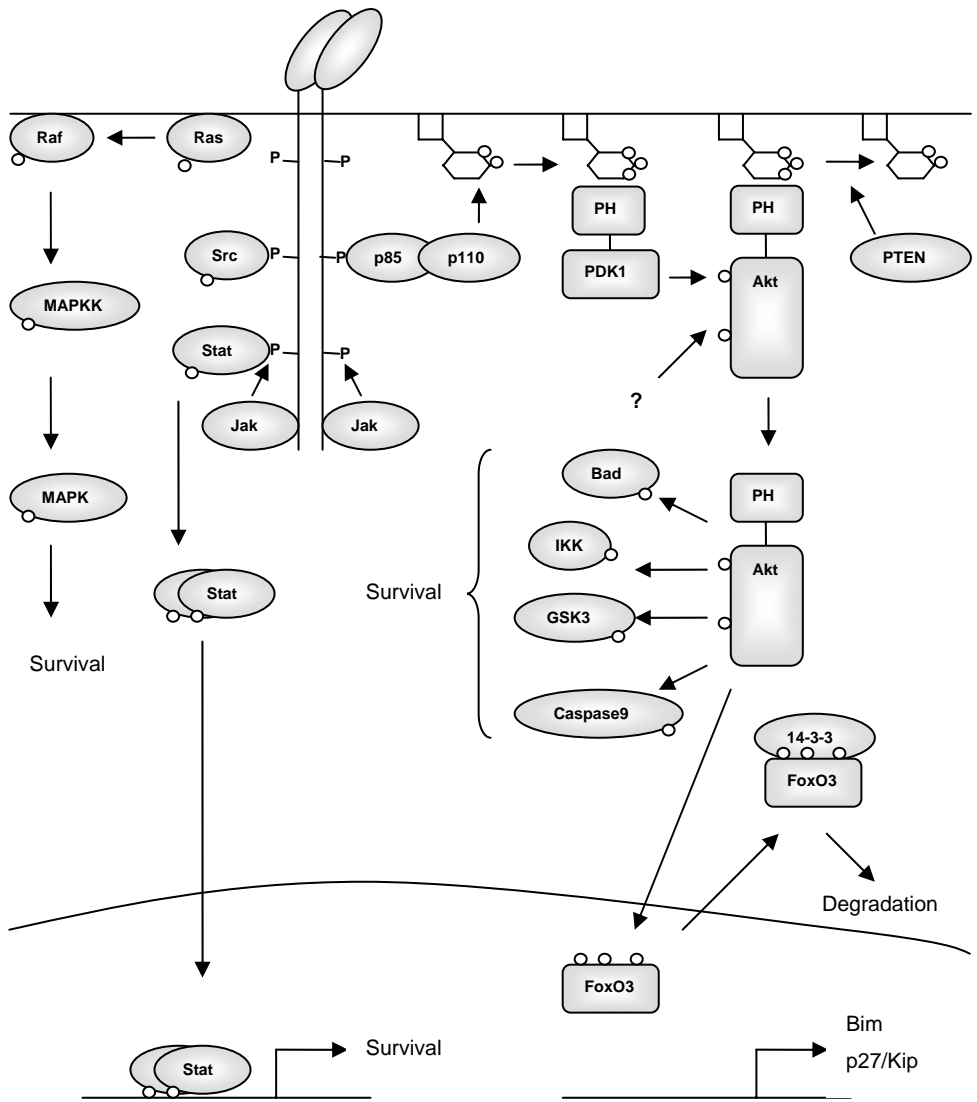 Raf
Ras
P
P
PH
PH
Src
P
P
p85
p110
PDK1
Akt
PTEN
MAPKK
Stat
P
P
?
Jak
Jak
MAPK
Bad
PH
IKK
Akt
Stat
Survival
GSK3
Survival
Caspase9
14-3-3
FoxO3
Degradation
FoxO3
Bim
Stat
Survival
p27/Kip